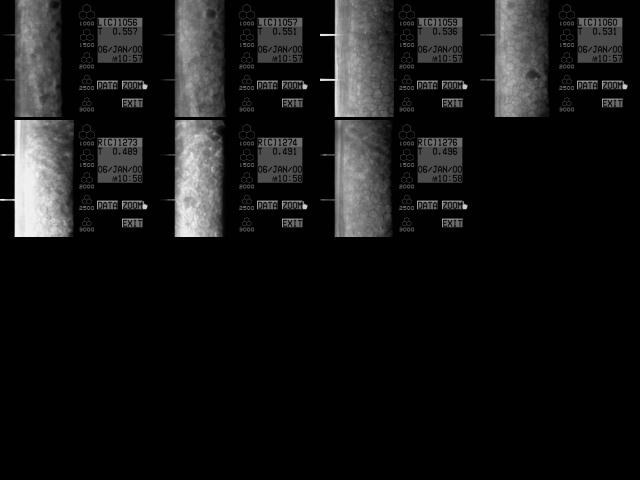 L(C)1056
T 0.557
06/JAN/00
10:57
1000
1500
2000
2500
3000
DATA ZOOM
EXIT
L(C)1057
T 0.551
06/JAN/00
10:57
1000
1500
2000
2500
3000
DATA ZOOM
EXIT
L(C)1059
T 0.536
06/JAN/00
10:57
1000
1500
2000
2500
3000
DATA ZOOM
EXIT
L(C)1060
T 0.531
06/JAN/00
10:57
1000
1500
2000
2500
3000
DATA ZOOM
EXIT
R(C)1273
T 0.489
06/JAN/00
10:58
1000
1500
2000
2500
3000
DATA ZOOM
EXIT
R(C)1274
T 0.491
06/JAN/00
10:58
1000
1500
2000
2500
3000
DATA ZOOM
EXIT
R(C)1276
T 0.496
06/JAN/00
10:58
1000
1500
2000
2500
3000
DATA ZOOM
EXIT